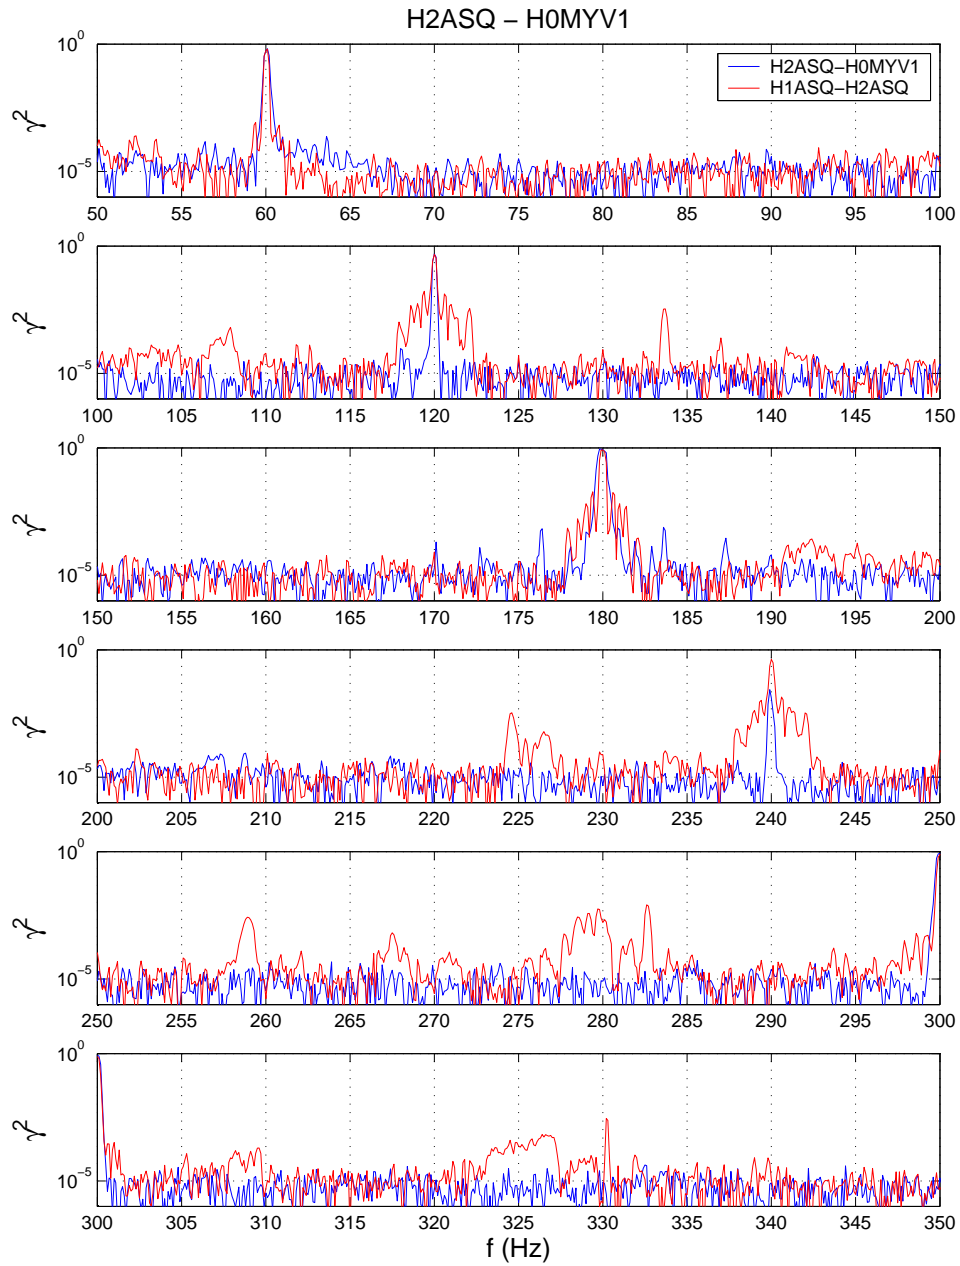 H2ASQ − H0MYV1
10^0
γ^2
10^−5
H2ASQ−H0MYV1
H1ASQ−H2ASQ
50 55 60 65 70 75 80 85 90 95 100
10^0
γ^2
10^−5
100 105 110 115 120 125 130 135 140 145 150
10^0
γ^2
10^−5
150 155 160 165 170 175 180 185 190 195 200
10^0
γ^2
10^−5
200 205 210 215 220 225 230 235 240 245 250
10^0
γ^2
10^−5
250 255 260 265 270 275 280 285 290 295 300
10^0
γ^2
10^−5
300 305 310 315 320 325 330 335 340 345 350
f (Hz)